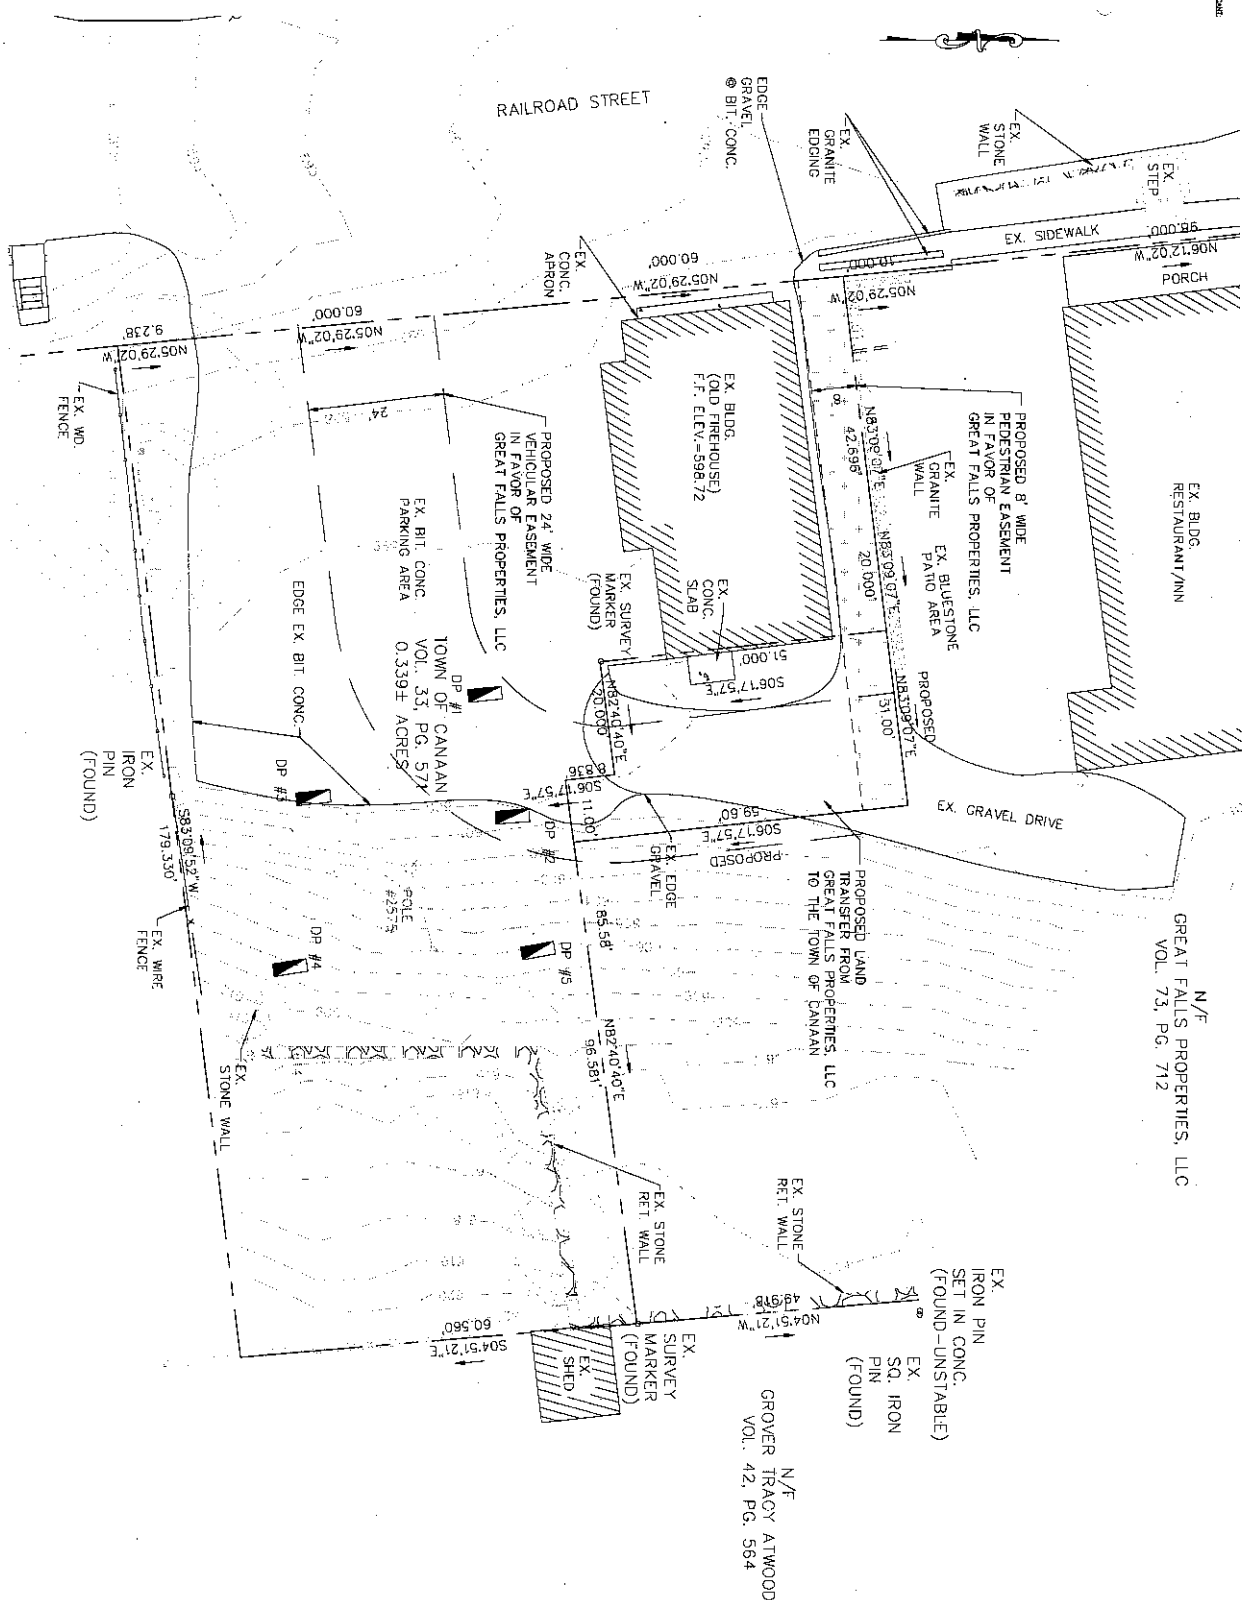 RAILROAD STREET
EDGE
GRAVEL
@ BIT. CONC.
EX.
GRANITE
EDGING
EX.
STONE
WALL
EX.
STEP
EX. SIDEWALK
98.000'
N06°12'02"W
PORCH
10.000'
N05°29'02"W
60.000'
N05°29'02"W
EX.
CONC.
APRON
60.000'
N05°29'02"W
9.238'
N05°29'02"W
EX. WD.
FENCE
24'
PROPOSED 24' WIDE
VEHICULAR EASEMENT
IN FAVOR OF
GREAT FALLS PROPERTIES, LLC
EX. BLDG.
(OLD FIREHOUSE)
F.F. ELEV.=598.72
8'
N83°09'07"E
42.696'
PROPOSED 8' WIDE
PEDESTRIAN EASEMENT
IN FAVOR OF
GREAT FALLS PROPERTIES, LLC
EX. BLDG.
RESTAURANT/INN
EX.
GRANITE
WALL
EX. BLUESTONE
PATIO AREA
N83°09'07"E
20.000'
PROPOSED
N83°09'07"E
31.00'
EX. BIT. CONC.
PARKING AREA
EDGE EX. BIT. CONC.
EX. SURVEY
MARKER
(FOUND)
EX.
CONC.
SLAB
51.000'
S06°17'57"E
N82°40'40"E
20.000'
TOWN OF CANAAN
VOL. 33, PG. 571
0.339± ACRES
DP #1
DP #3
DP #2
8.836'
S06°17'57"E
11.00'
59.60'
S06°17'57"E
PROPOSED
EX. GRAVEL DRIVE
EX. EDGE
GRAVEL
EX.
IRON
PIN
(FOUND)
S83°09'52"W
179.330'
PROPOSED LAND
TRANSFER FROM
GREAT FALLS PROPERTIES, LLC
TO THE TOWN OF CANAAN
POLE
DP #4
DP #5
85.58'
EX. WIRE
FENCE
N82°40'40"E
96.581'
N/F
GREAT FALLS PROPERTIES, LLC
VOL. 73, PG. 712
EX.
STONE WALL
EX. STONE
RET. WALL
EX. STONE
RET. WALL
EX.
IRON PIN
SET IN CONC.
(FOUND-UNSTABLE)
49.918'
N04°51'21"W
60.560'
S04°51'21"E
EX.
SHED
EX.
SURVEY
MARKER
(FOUND)
EX.
SQ. IRON
PIN
(FOUND)
N/F
GROVER TRACY ATWOOD
VOL. 42, PG. 564